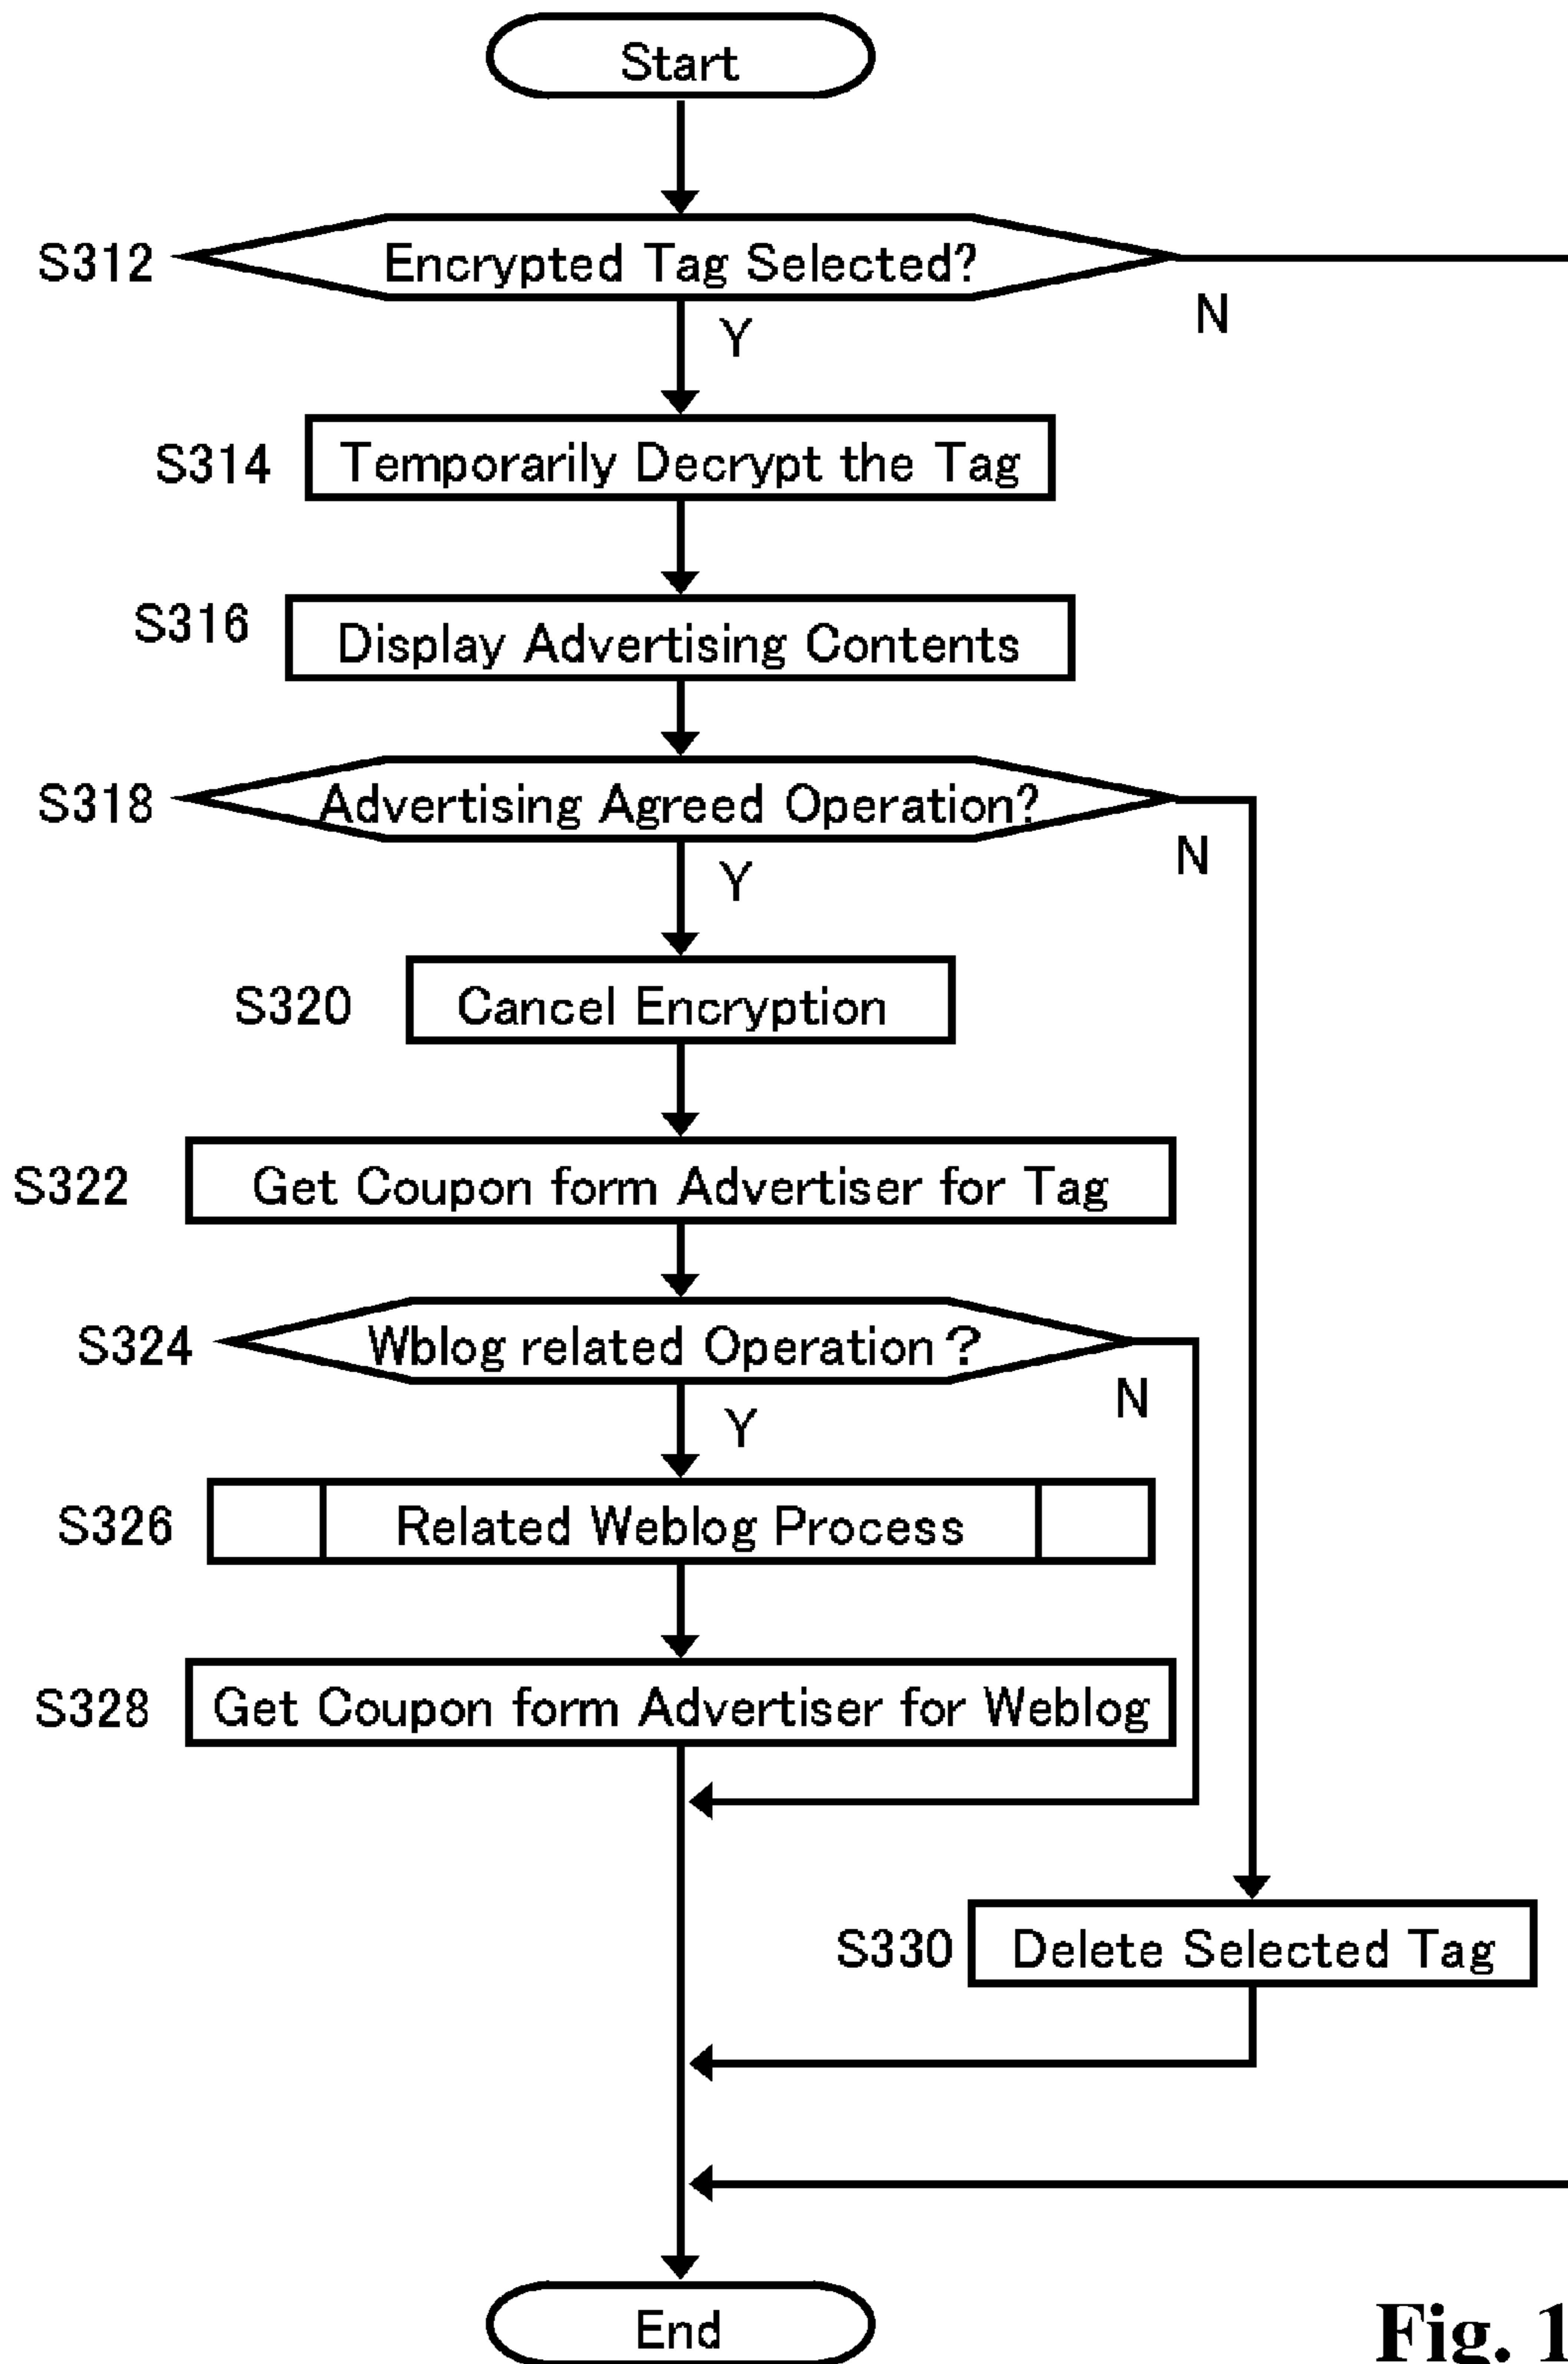 Start
S312 Encrypted Tag Selected?
N
Y
S314 Temporarily Decrypt the Tag
S316 Display Advertising Contents
S318 Advertising Agreed Operation?
N
Y
S320 Cancel Encryption
S322 Get Coupon form Advertiser for Tag
S324 Wblog related Operation?
N
Y
S326 Related Weblog Process
S328 Get Coupon form Advertiser for Weblog
S330 Delete Selected Tag
End
Fig. 1